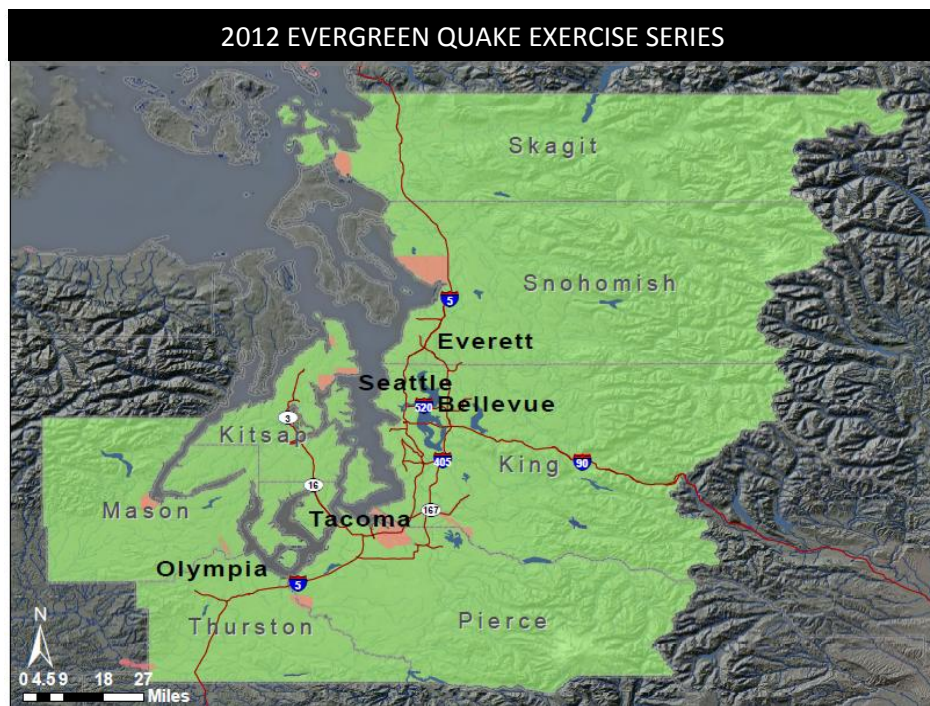 2012 EVERGREEN QUAKE EXERCISE SERIES
Skagit
Snohomish
5
Everett
Seattle
520
Bellevue
3
Kitsap
405
King
90
16
Mason
Tacoma
167
Olympia
5
Thurston
Pierce
N
0 4.5 9 18 27
Miles